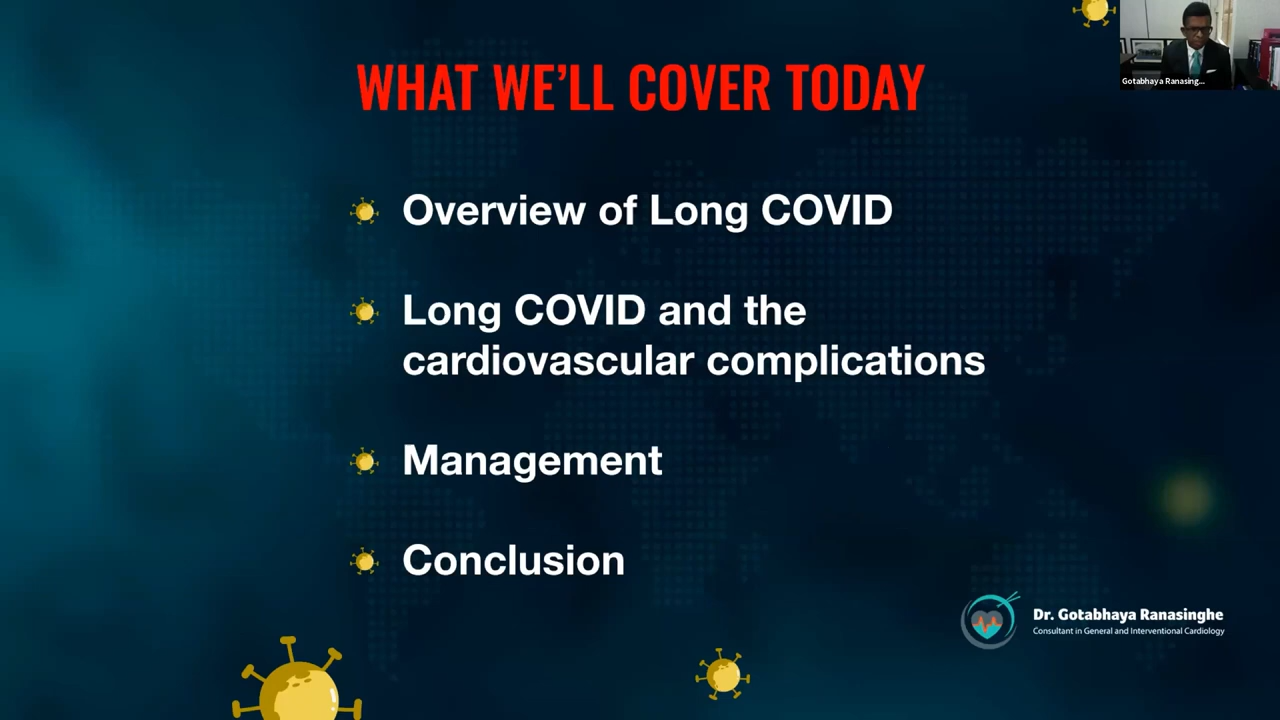 WHAT WE'LL COVER TODAY
Gotabhaya Ranasing...
Overview of Long COVID
Long COVID and the
cardiovascular complications
Management
Conclusion
Dr. Gotabhaya Ranasinghe
Consultant in General and Interventional Cardiology